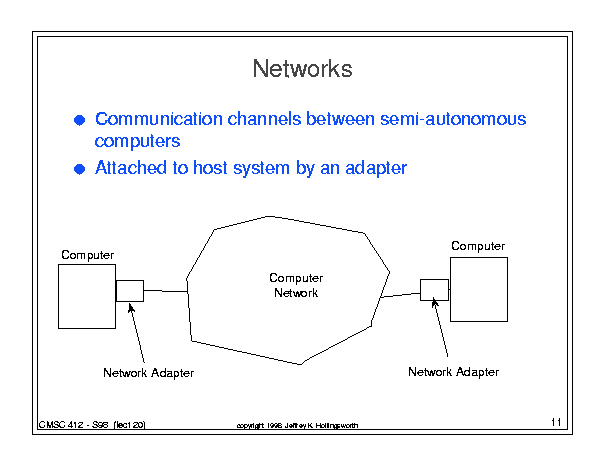 Networks
Communication channels between semi-autonomous
computers
Attached to host system by an adapter
Computer
Computer
Computer
Network
Network Adapter
Network Adapter
CMSC 412 - S98 (lect 20)
copyright 1998 Jeffrey K. Hollingsworth
11